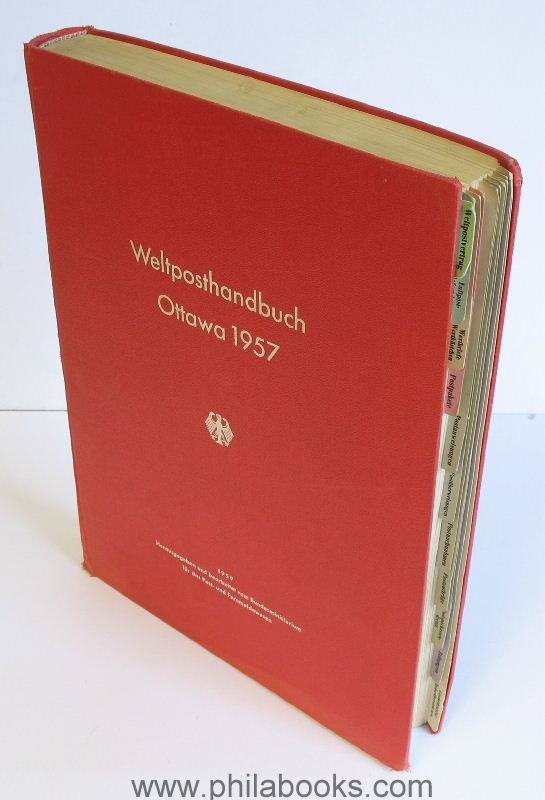 Weltposthandbuch
Ottawa 1957
1959
Herausgegeben und bearbeitet vom Bundesministerium
für das Post- und Fernmeldewesen
Weltpostvertrag
Luftpost
Wertbriefe
Wertkästchen
Postpakete
Postanweisungen
www.philabooks.com